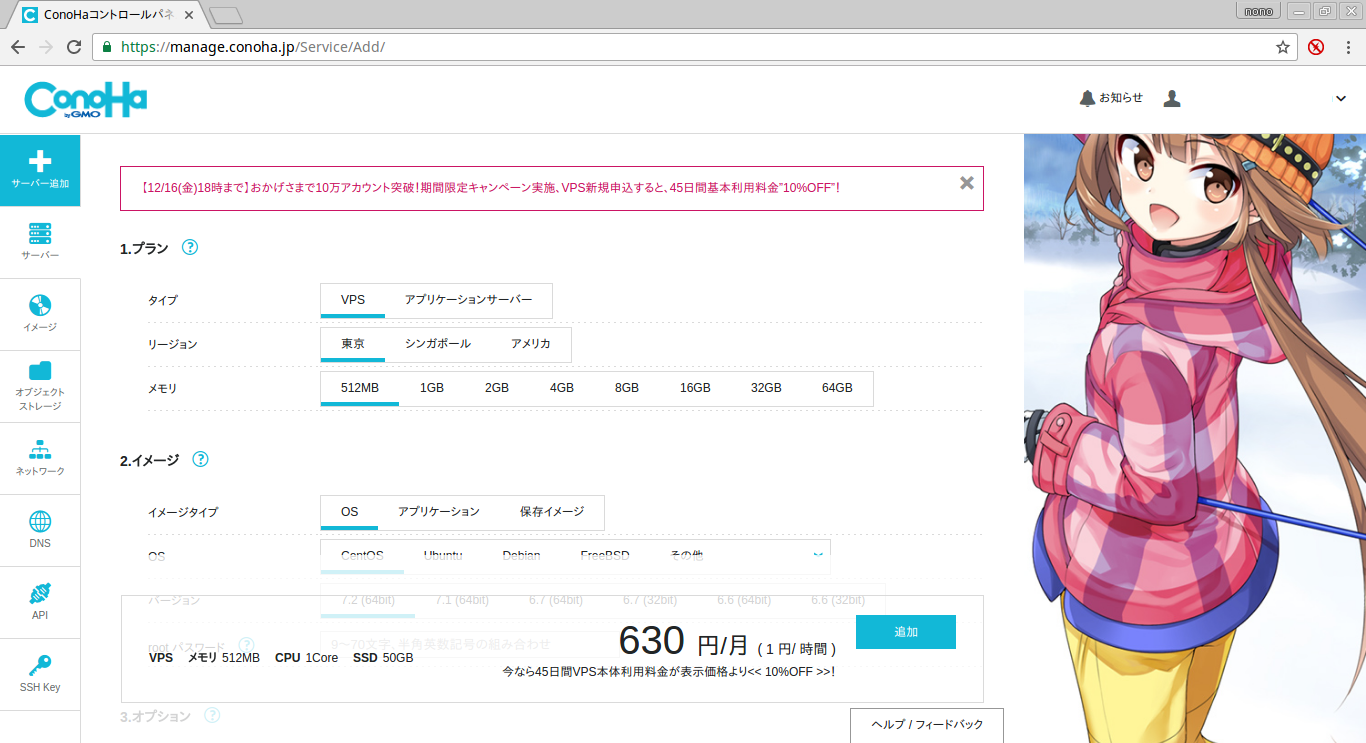 ConoHaコントロールパネ
nono
https://manage.conoha.jp/Service/Add/
ConoHa
by GMO
お知らせ
サーバー追加
サーバー
イメージ
オブジェクト
ストレージ
ネットワーク
DNS
API
SSH Key
【12/16(金)18時まで】おかげさまで10万アカウント突破！期間限定キャンペーン実施、VPS新規申込すると、45日間基本利用料金"10%OFF"！
1.プラン ?
タイプ VPS アプリケーションサーバー
リージョン 東京 シンガポール アメリカ
メモリ 512MB 1GB 2GB 4GB 8GB 16GB 32GB 64GB
2.イメージ ?
イメージタイプ OS アプリケーション 保存イメージ
OS CentOS Ubuntu Debian FreeBSD その他
バージョン 7.2 (64bit) 7.1 (64bit) 6.7 (64bit) 6.7 (32bit) 6.6 (64bit) 6.6 (32bit)
root パスワード ? 9～70文字、半角英数記号の組み合わせ
VPS メモリ 512MB CPU 1Core SSD 50GB
630 円/月 ( 1 円/ 時間 )
今なら45日間VPS本体利用料金が表示価格より<< 10%OFF >>！
追加
3.オプション ?
ヘルプ / フィードバック